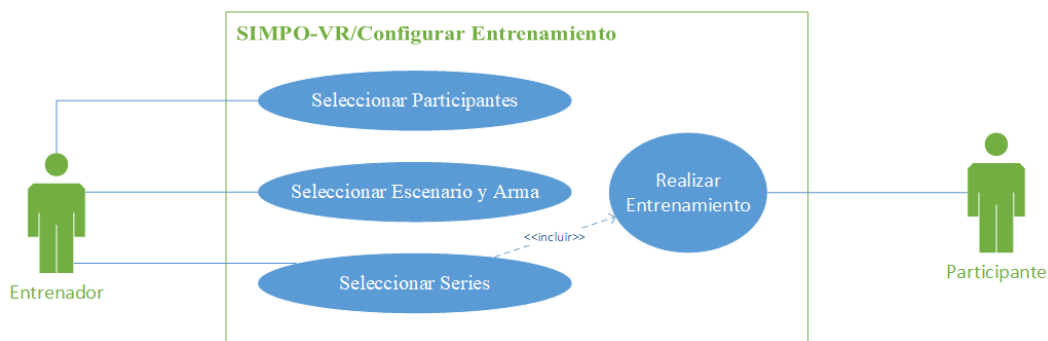 SIMPO-VR/Configurar Entrenamiento
Seleccionar Participantes
Seleccionar Escenario y Arma
Realizar
Entrenamiento
<<incluir>>
Seleccionar Series
Entrenador
Participante